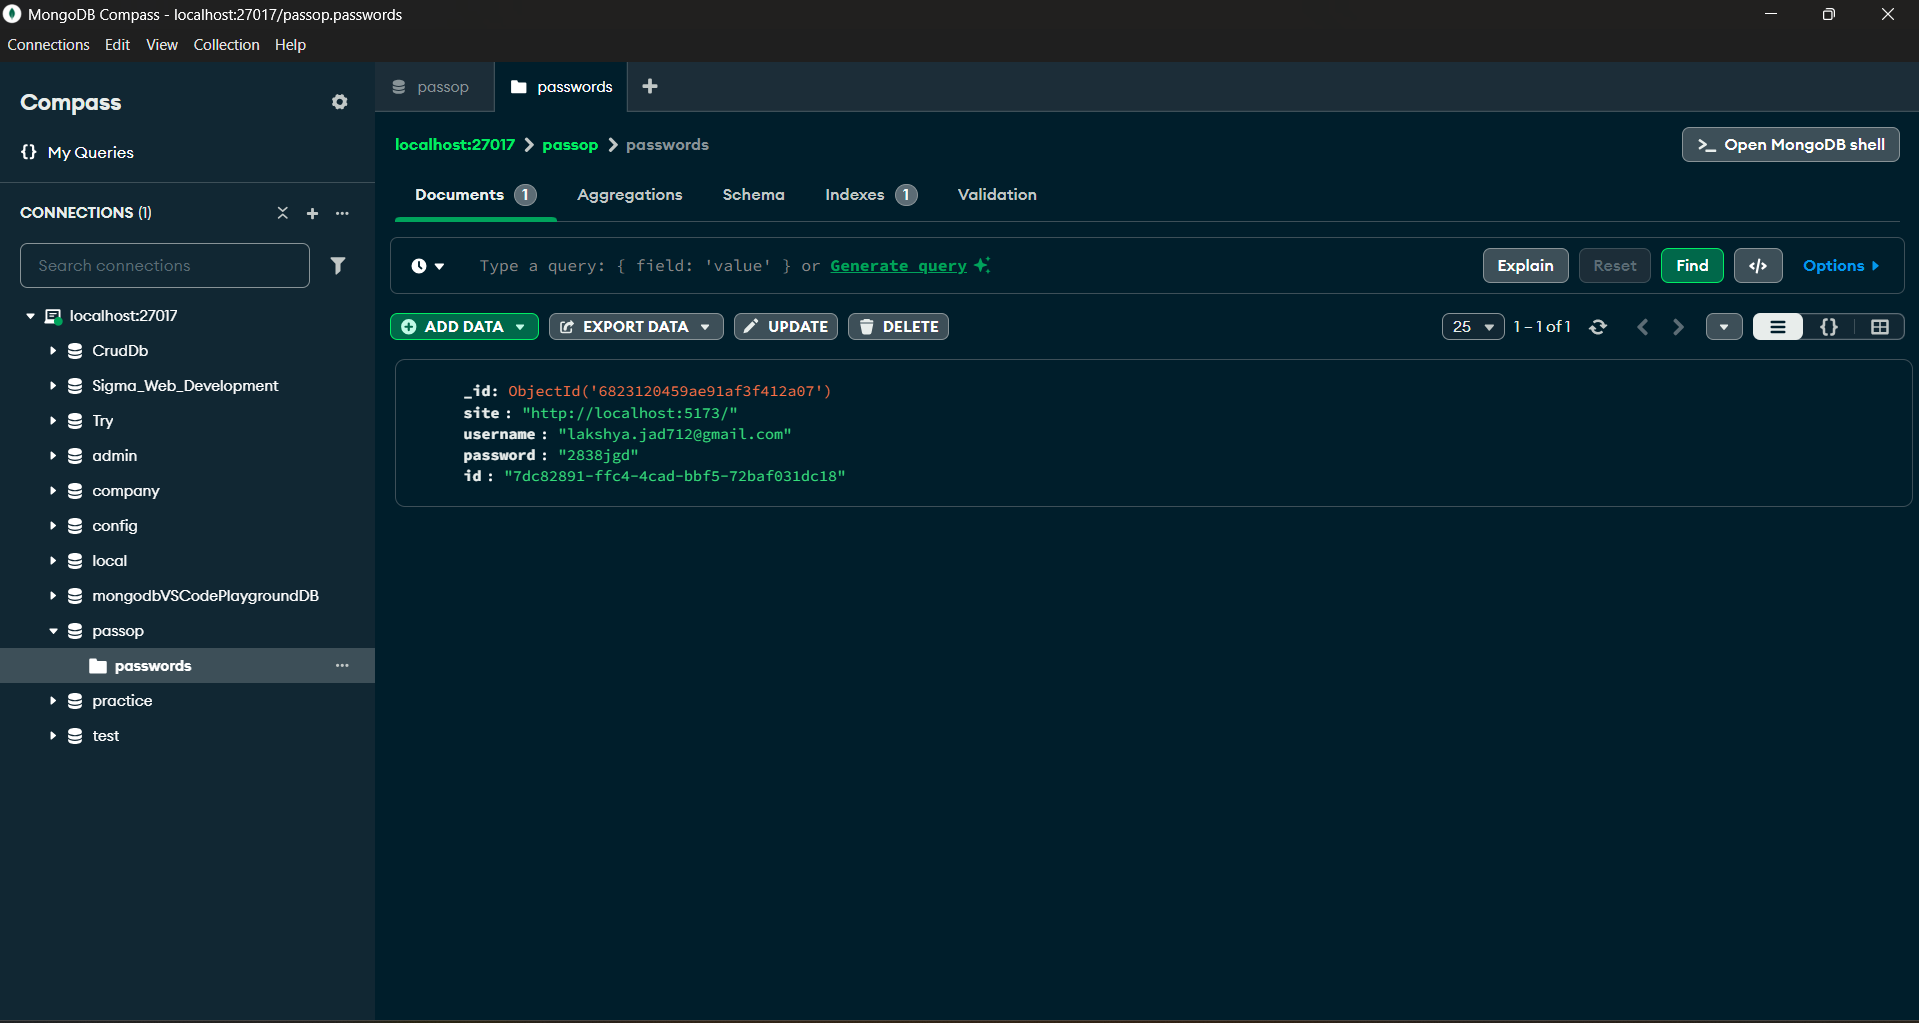 MongoDB Compass - localhost:27017/passop.passwords
Connections Edit View Collection Help
Compass
{} My Queries
CONNECTIONS (1)
Search connections
localhost:27017
CrudDb
Sigma_Web_Development
Try
admin
company
config
local
mongodbVSCodePlaygroundDB
passop
passwords
practice
test
passop passwords
localhost:27017 > passop > passwords
>_ Open MongoDB shell
Documents 1 Aggregations Schema Indexes 1 Validation
Type a query: { field: 'value' } or Generate query
Explain Reset Find </> Options
ADD DATA EXPORT DATA UPDATE DELETE
25 1 – 1 of 1 {}
_id: ObjectId('6823120459ae91af3f412a07')
site : "http://localhost:5173/"
username : "lakshya.jad712@gmail.com"
password : "2838jgd"
id : "7dc82891-ffc4-4cad-bbf5-72baf031dc18"